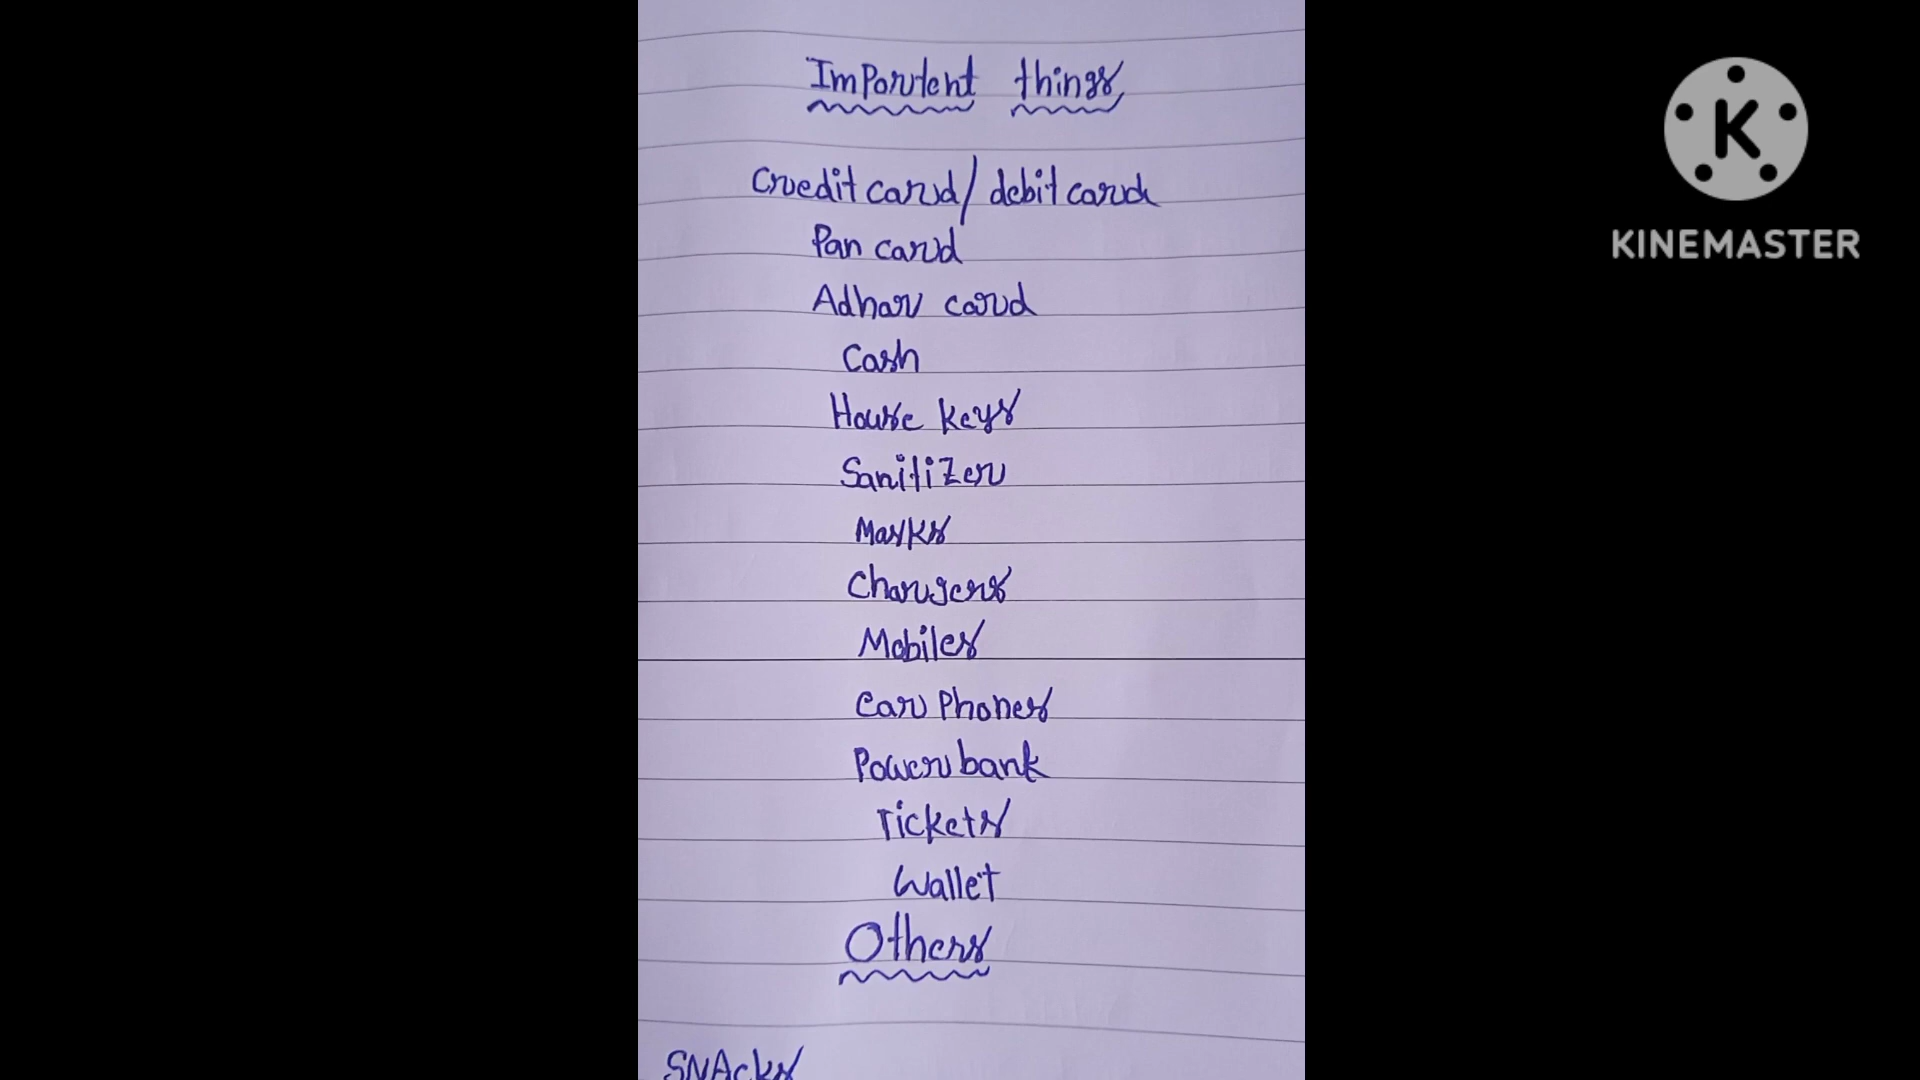 Importent things
K
KINEMASTER
Credit card/debit card
Pan card
Adhar card
Cash
House keys
Sanitizer
Masks
Chargers
Mobiles
Ear Phones
Power bank
Tickets
Wallet
Others
SNAcks